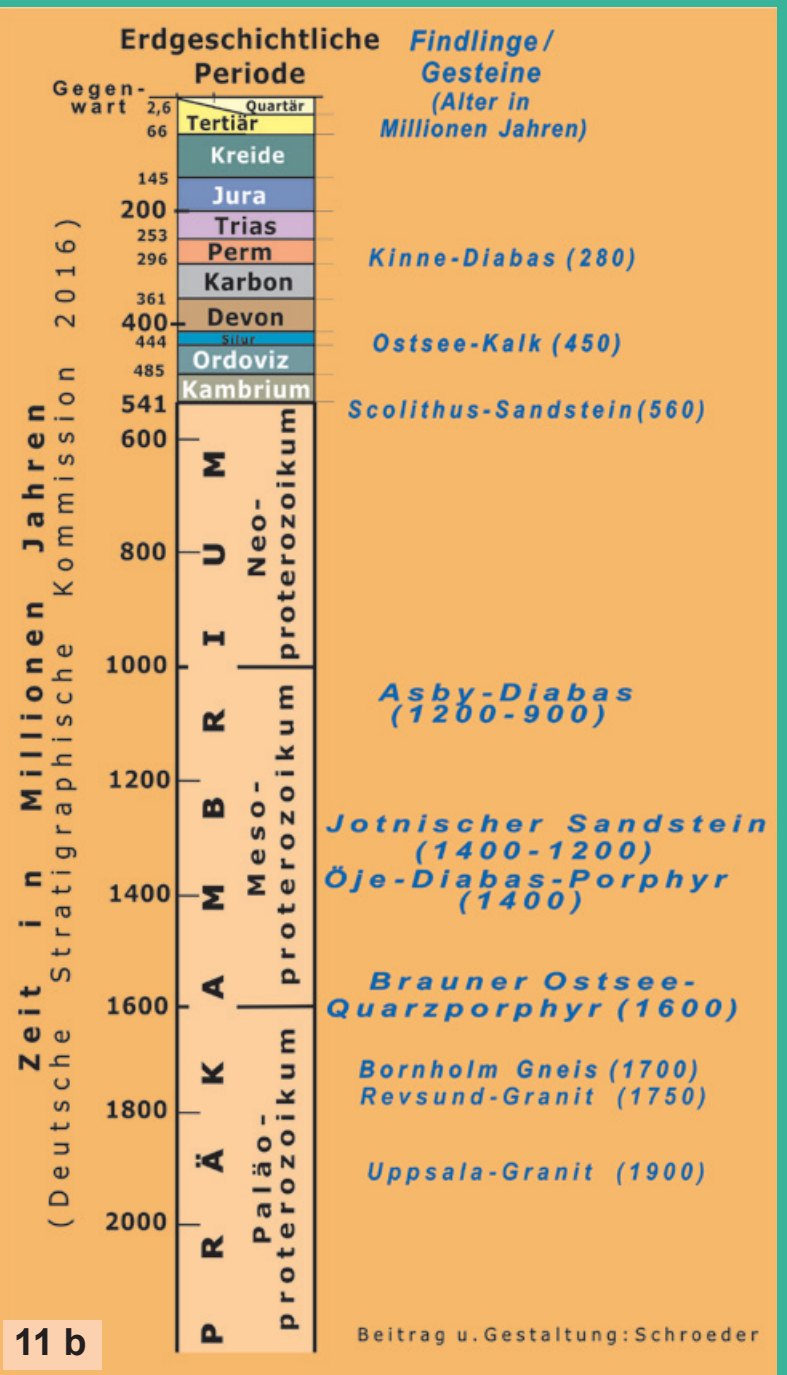 Erdgeschichtliche
Periode
Findlinge/
Gesteine
(Alter in
Millionen Jahren)
Gegen-
wart
2,6
Quartär
Tertiär
66
Kreide
145
Jura
200
Trias
253
Perm
296
Kinne-Diabas (280)
Karbon
361
Devon
400
Silur
444
Ostsee-Kalk (450)
Ordoviz
485
Kambrium
541
Scolithus-Sandstein (560)
600
800
1000
1200
1400
1600
1800
2000
Zeit in Millionen Jahren
(Deutsche Stratigraphische Kommission 2016)
PRÄKAMBRIUM
Neo-
proterozoikum
Meso-
proterozoikum
Paläo-
proterozoikum
Asby-Diabas
(1200-900)
Jotnischer Sandstein
(1400-1200)
Öje-Diabas-Porphyr
(1400)
Brauner Ostsee-
Quarzporphyr (1600)
Bornholm Gneis (1700)
Revsund-Granit (1750)
Uppsala-Granit (1900)
11 b
Beitrag u. Gestaltung: Schroeder